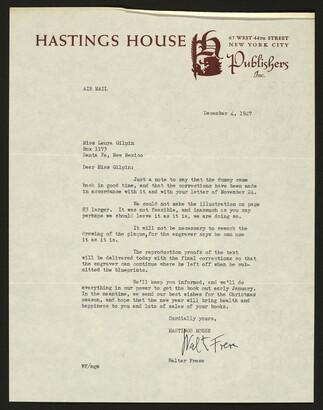 HASTINGS HOUSE
67 WEST 44TH STREET
NEW YORK CITY
Publishers
Inc.
AIR MAIL
December 4, 1947
Miss Laura Gilpin
Box 1173
Santa Fe, New Mexico
Dear Miss Gilpin:
Just a note to say that the dummy came
back in good time, and that the corrections have been made
in accordance with it and with your letter of November 24.
We could not make the illustration on page
83 larger. It was not feasible, and inasmuch as you say
perhaps we should leave it as it is, we are doing so.
It will not be necessary to rework the
drawing of the plaque, for the engraver says he can use
it as it is.
The reproduction proofs of the text
will be delivered today with the final corrections so that
the engraver can continue where he left off when he sub-
mitted the blueprints.
We'll keep you informed, and we'll do
everything in our power to get the book out early January.
In the meantime, we send our best wishes for the Christmas
season, and hope that the new year will bring health and
happiness to you and lots of sales of your books.
Cordially yours,
HASTINGS HOUSE
Walt Frese
Walter Frese
WF/mgw